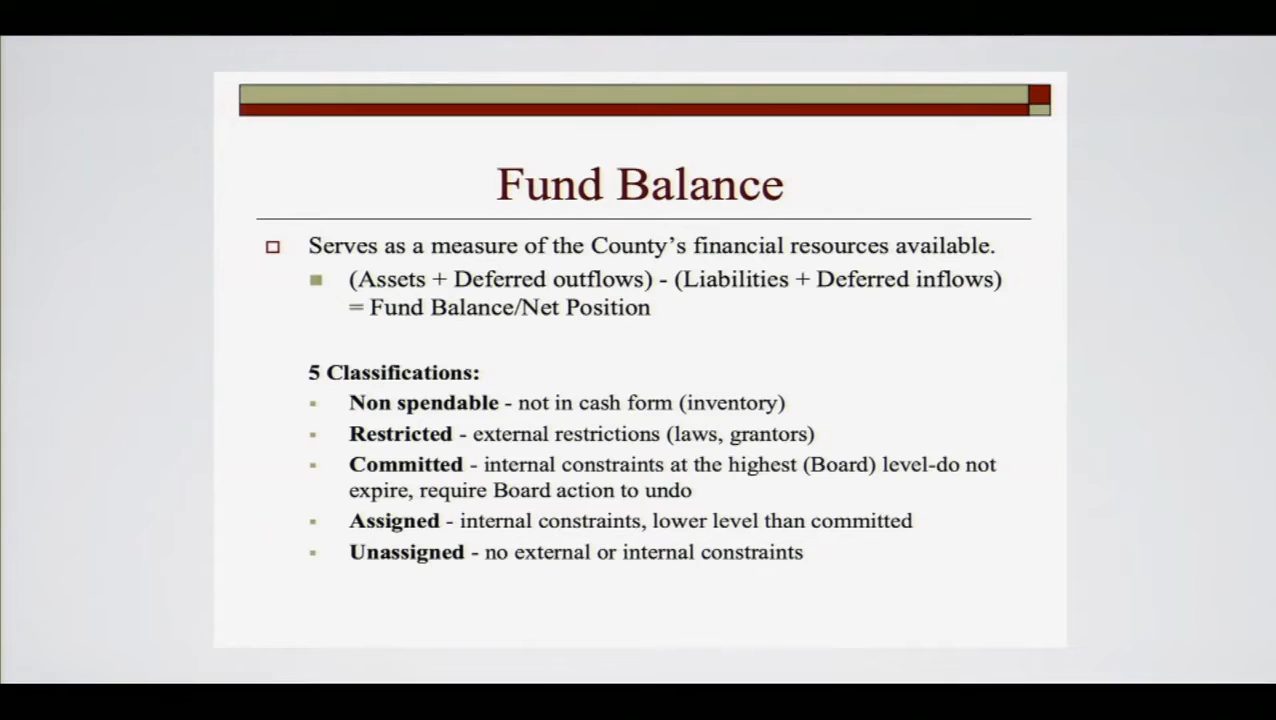 Fund Balance
Serves as a measure of the County's financial resources available.
(Assets + Deferred outflows) - (Liabilities + Deferred inflows)
= Fund Balance/Net Position
5 Classifications:
Non spendable - not in cash form (inventory)
Restricted - external restrictions (laws, grantors)
Committed - internal constraints at the highest (Board) level-do not
expire, require Board action to undo
Assigned - internal constraints, lower level than committed
Unassigned - no external or internal constraints